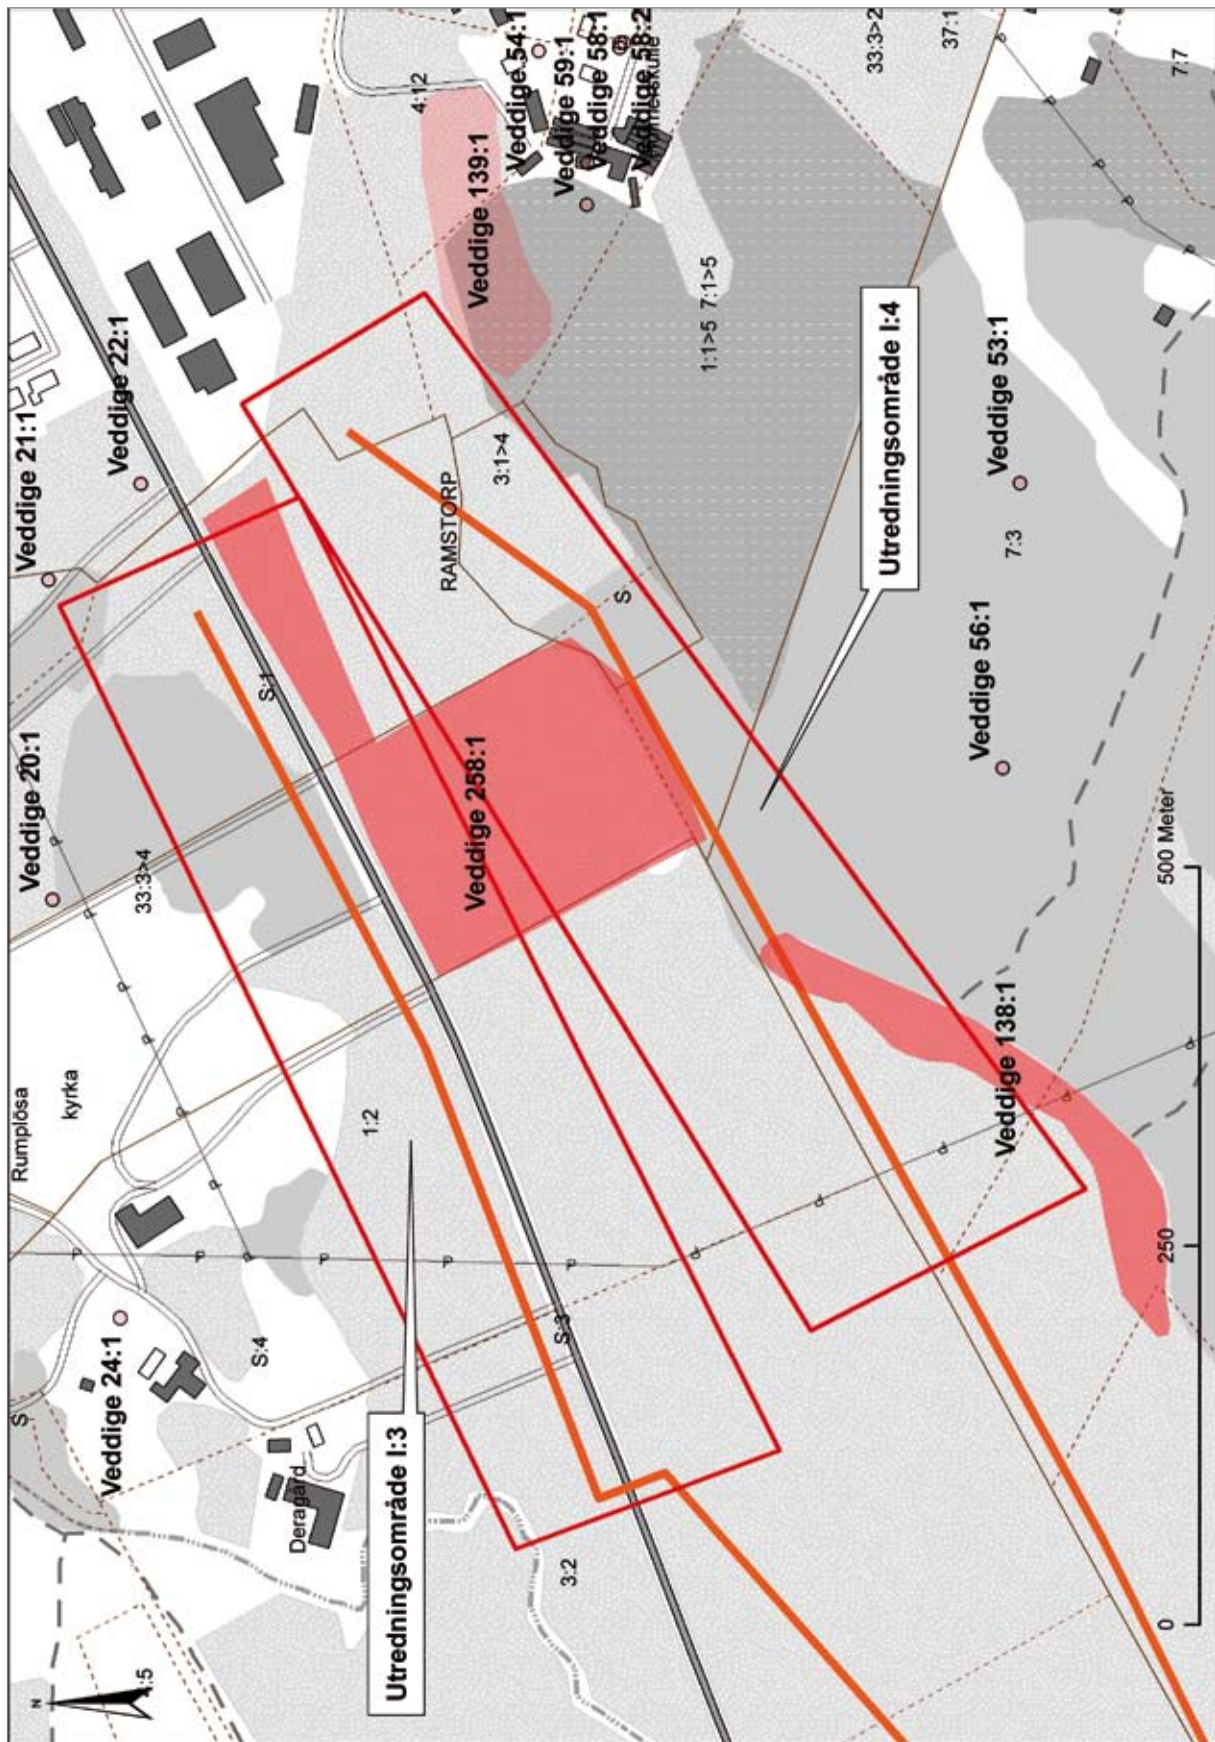 N
S
Rumplösa
kyrka
Veddige 20:1
Veddige 21:1
Veddige 24:1
33:3>4
Veddige 22:1
S:4
S:1
Deragård
1:2
Utredningsområde I:3
4:12
RAMSTORP
Veddige 258:1
Veddige 139:1
3:1>4
Veddige 54:1
3:2
S:3
Veddige 59:1
Veddige 58:1
S
Veddige 58:2
1:1>5
7:1>5
33:3>2
Utredningsområde I:4
37:1
Veddige 56:1
Veddige 53:1
Veddige 138:1
7:3
7:7
0
250
500 Meter